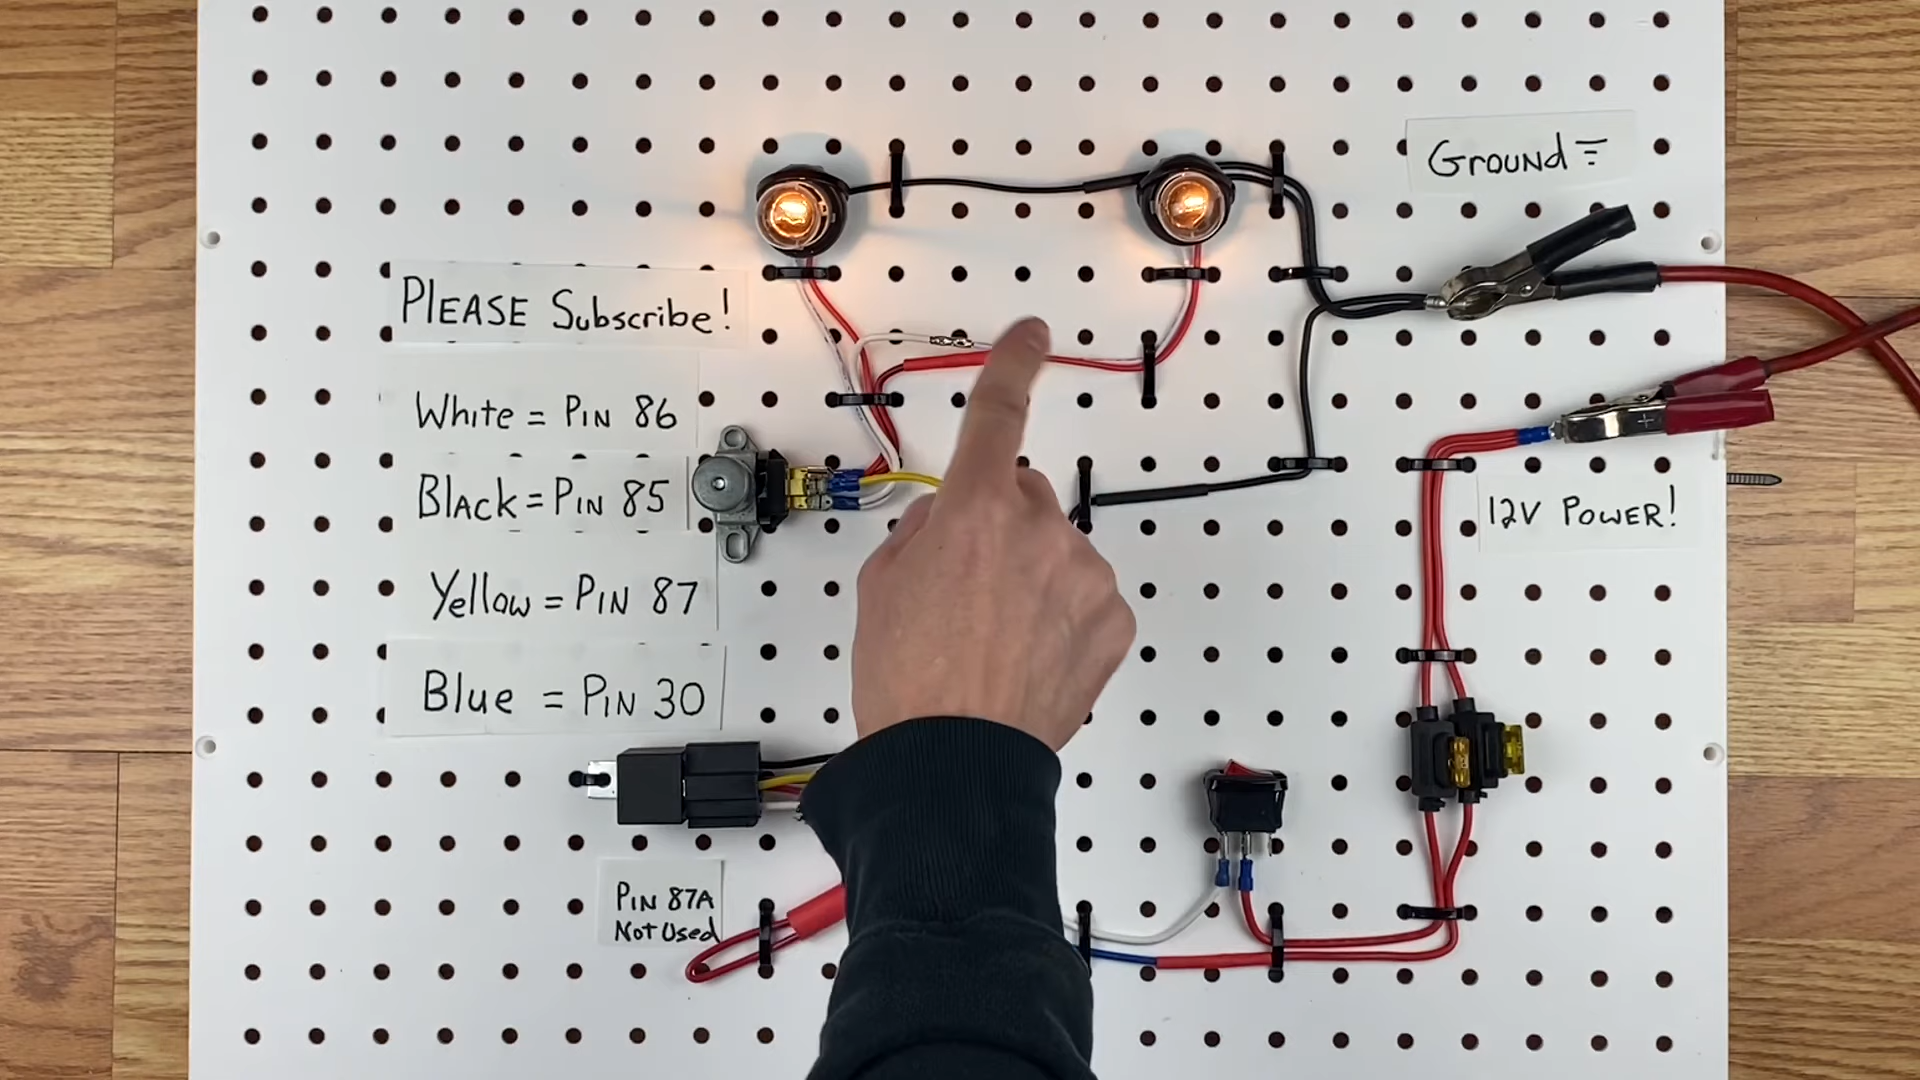 Ground
PLEASE Subscribe!
White = PIN 86
Black = PIN 85
12V POWER!
Yellow = PIN 87
Blue = PIN 30
PIN 87A
Not Used